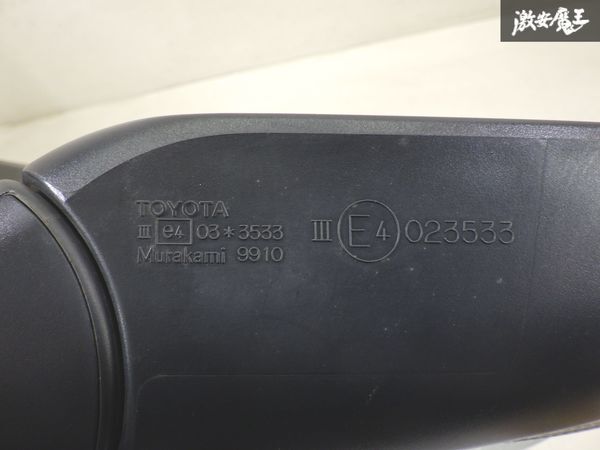 激安魔王
TOYOTA
III e4 03*3533
Murakami 9910
III E4 023533